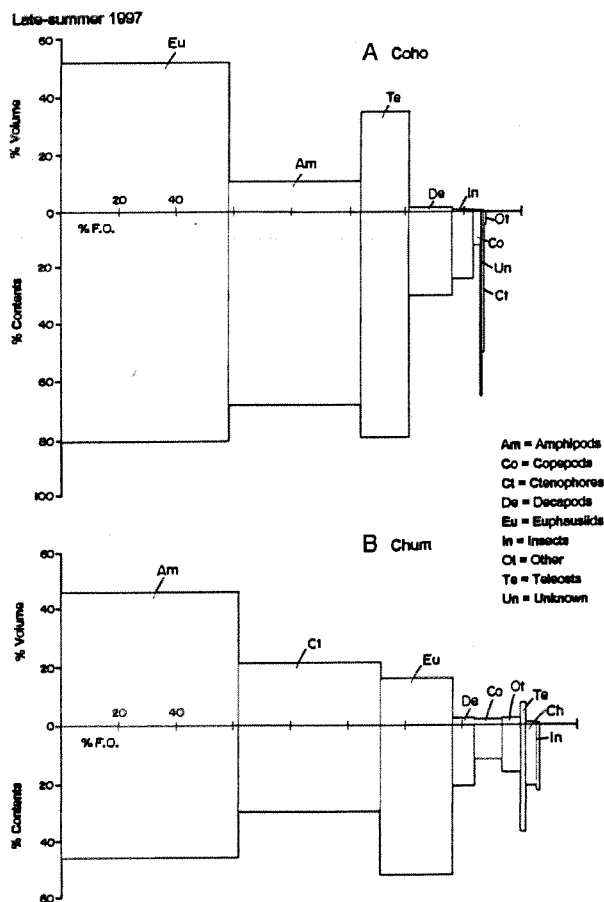 Late-summer 1997
A Coho
60
40
20
0
20
40
60
80
100
% Volume
% Contents
20 40
% F.O.
Eu
Am
Te
De
In
Ot
Co
Un
Ct
Am = Amphipods
Co = Copepods
Ct = Ctenophores
De = Decapods
Eu = Euphausiids
In = Insects
Ot = Other
Te = Teleosts
Un = Unknown
B Chum
60
40
20
0
20
40
60
% Volume
% Contents
20 40
% F.O.
Am
Ct
Eu
De
Co
Ot
Te
Ch
In